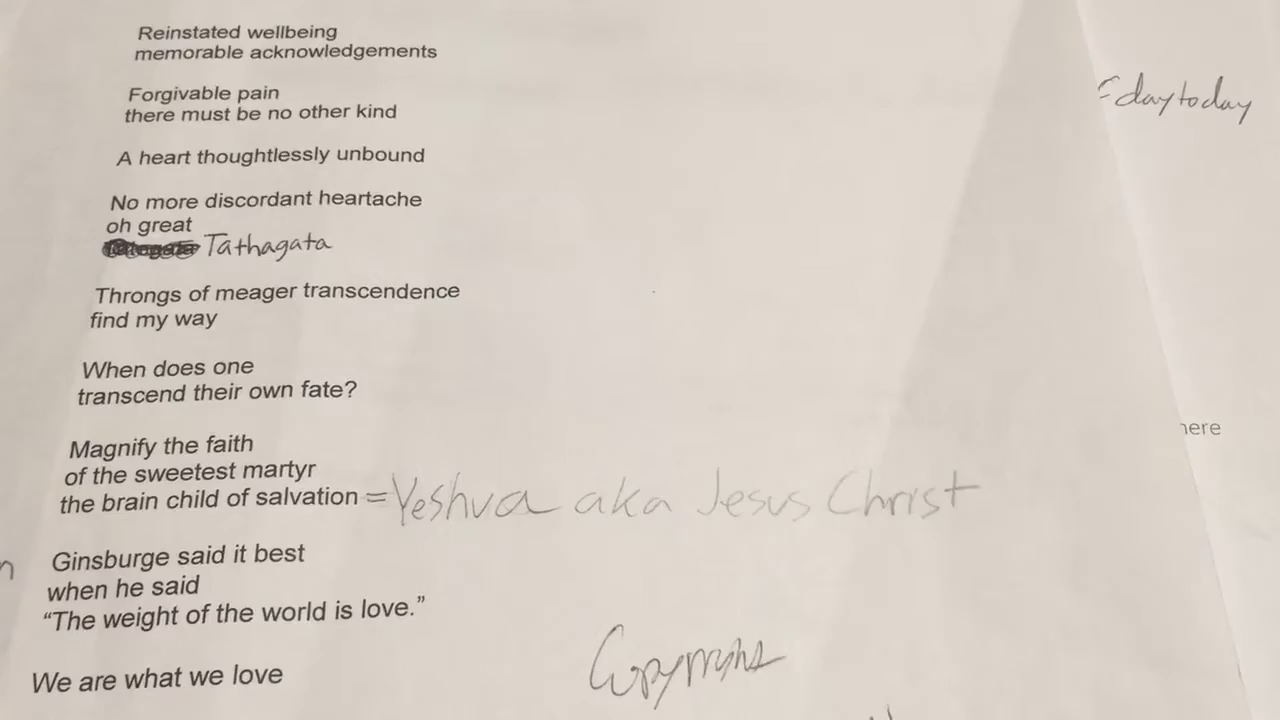 Reinstated wellbeing
memorable acknowledgements
Forgivable pain
there must be no other kind
A heart thoughtlessly unbound
No more discordant heartache
oh great
Tathagata
Throngs of meager transcendence
find my way
When does one
transcend their own fate?
Magnify the faith
of the sweetest martyr
the brain child of salvation = Yeshua aka Jesus Christ
Ginsburge said it best
when he said
“The weight of the world is love.”
We are what we love
day to day